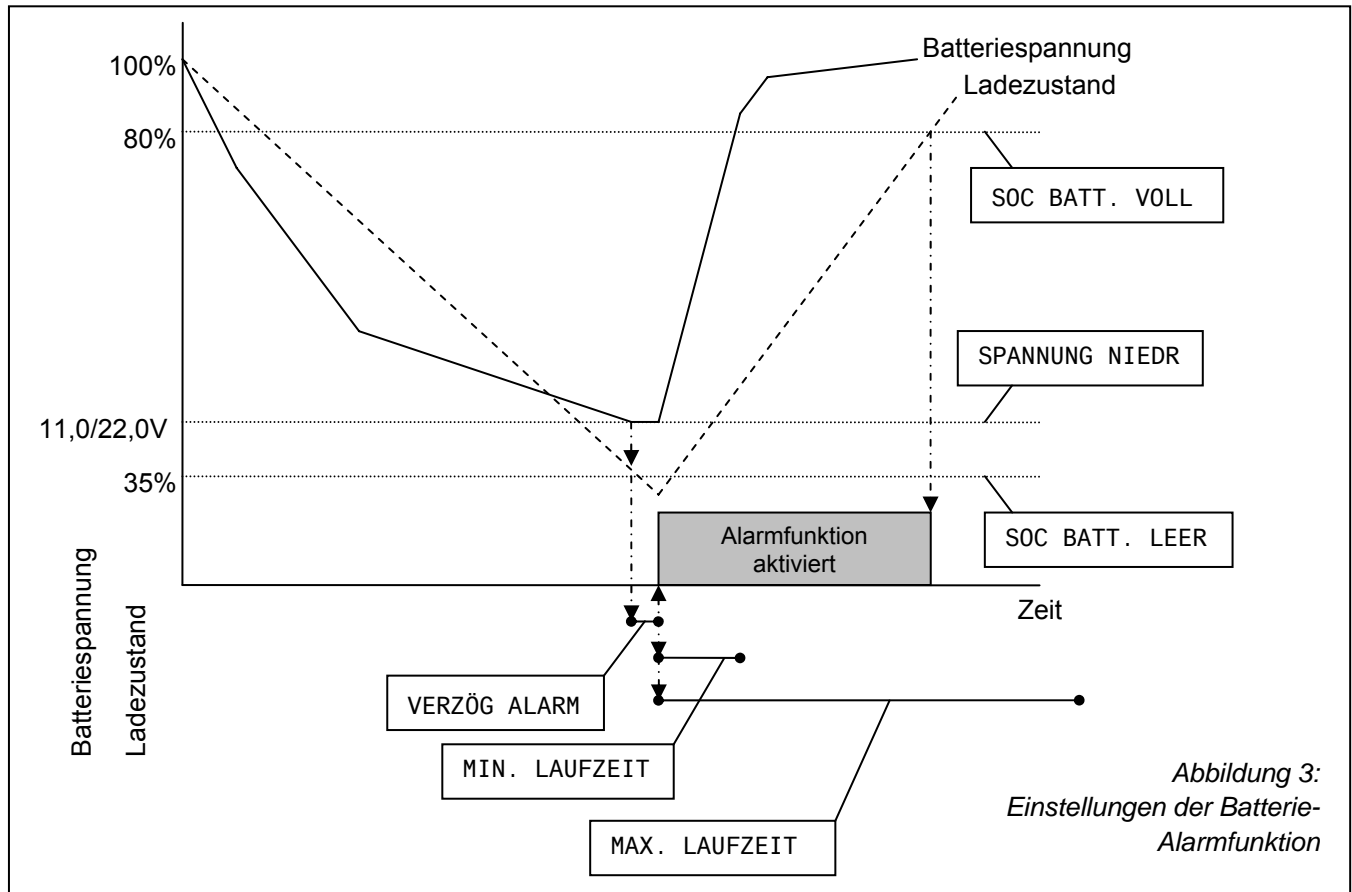 100%
80%
11,0/22,0V
35%
Batteriespannung
Ladezustand
Batteriespannung
Ladezustand
SOC BATT. VOLL
SPANNUNG NIEDR
SOC BATT. LEER
Alarmfunktion
aktiviert
Zeit
VERZÖG ALARM
MIN. LAUFZEIT
MAX. LAUFZEIT
Abbildung 3:
Einstellungen der Batterie-
Alarmfunktion